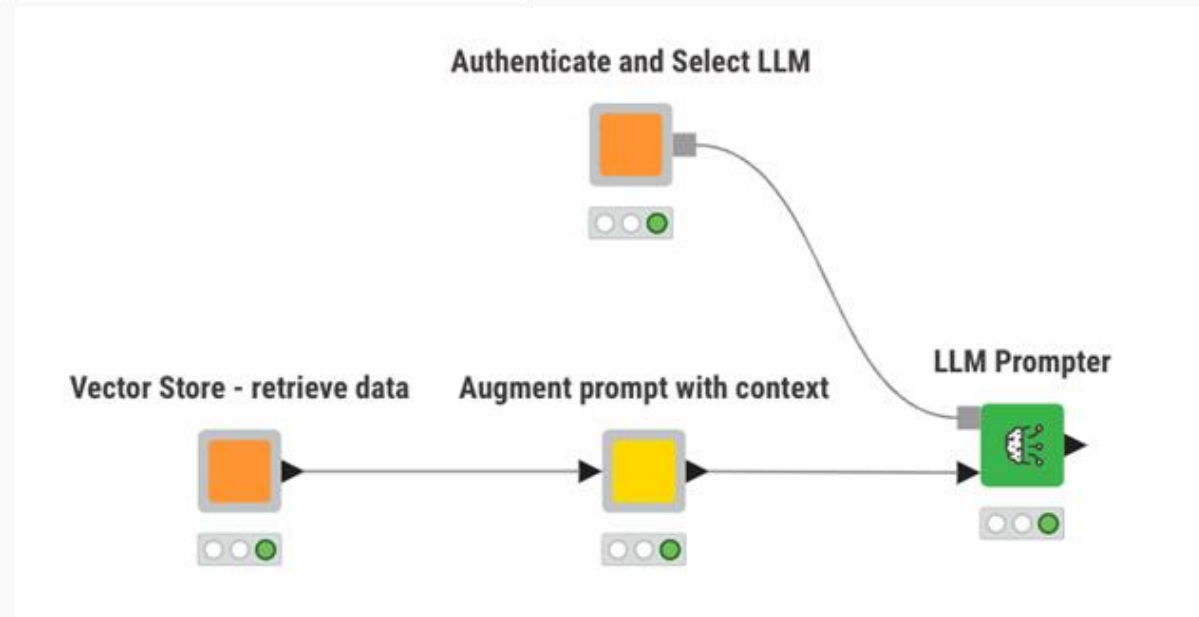 Authenticate and Select LLM
LLM Prompter
Vector Store - retrieve data
Augment prompt with context